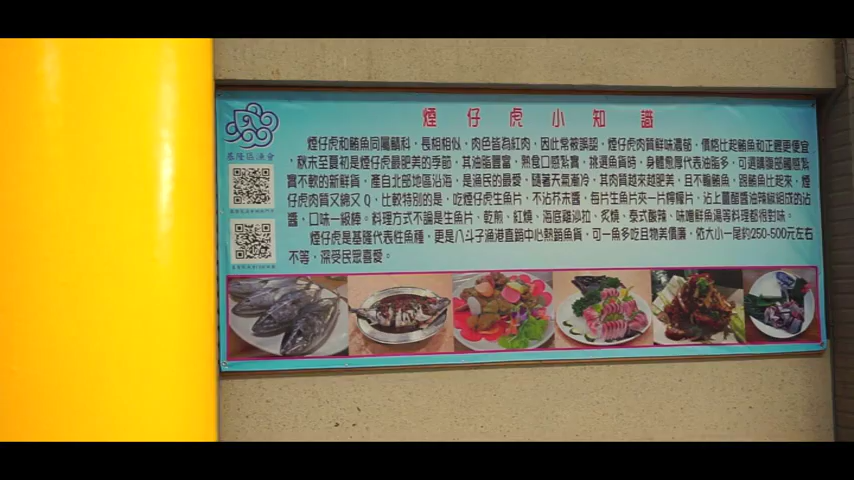 煙仔虎小知識
煙仔虎和鮪魚同屬鯖科，長相相似、肉色皆為紅肉，因此常被誤認，煙仔虎肉質鮮味濃郁，價格比起鮪魚和正鰹更便宜
，秋末至夏初是煙仔虎最肥美的季節，其油脂豐富，熟食口感紮實，挑選魚貨時，身體愈厚代表油脂多，可選購腹部觸感紮
實不軟的新鮮貨，產自北部地區沿海，是漁民的最愛，隨著天氣漸冷，其肉質越來越肥美，且不輸鮪魚，跟鮪魚比起來，煙
仔虎肉質又綿又Q，比較特別的是，吃煙仔虎生魚片，不沾芥末醬，每片生魚片夾一片檸檬片，沾上薑醋醬油辣椒組成的沾
醬，口味一級棒。料理方式不論是生魚片、乾煎、紅燒、海底雞沙拉、炙燒、泰式酸辣、味噌鮮魚湯等料理都很對味。
煙仔虎是基隆代表性魚種，更是八斗子漁港直銷中心熱銷魚貨，可一魚多吃且物美價廉，依大小一尾約250-500元左右
不等，深受民眾喜愛。
基隆區漁會